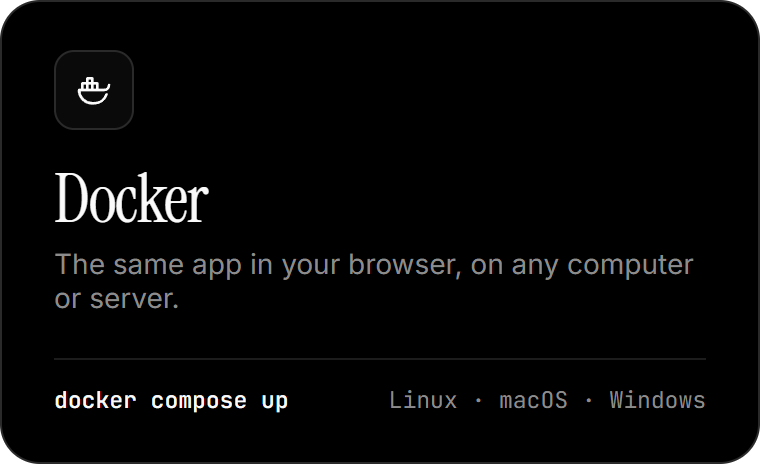 Docker
The same app in your browser, on any computer
or server.
docker compose up
Linux · macOS · Windows